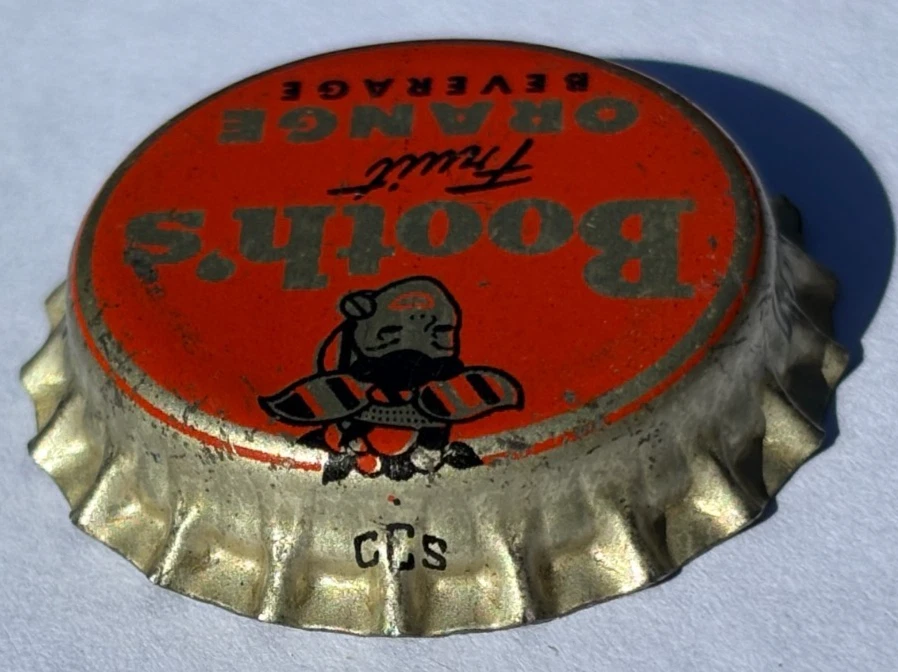 Booth's
Fruit
ORANGE
BEVERAGE
CCS